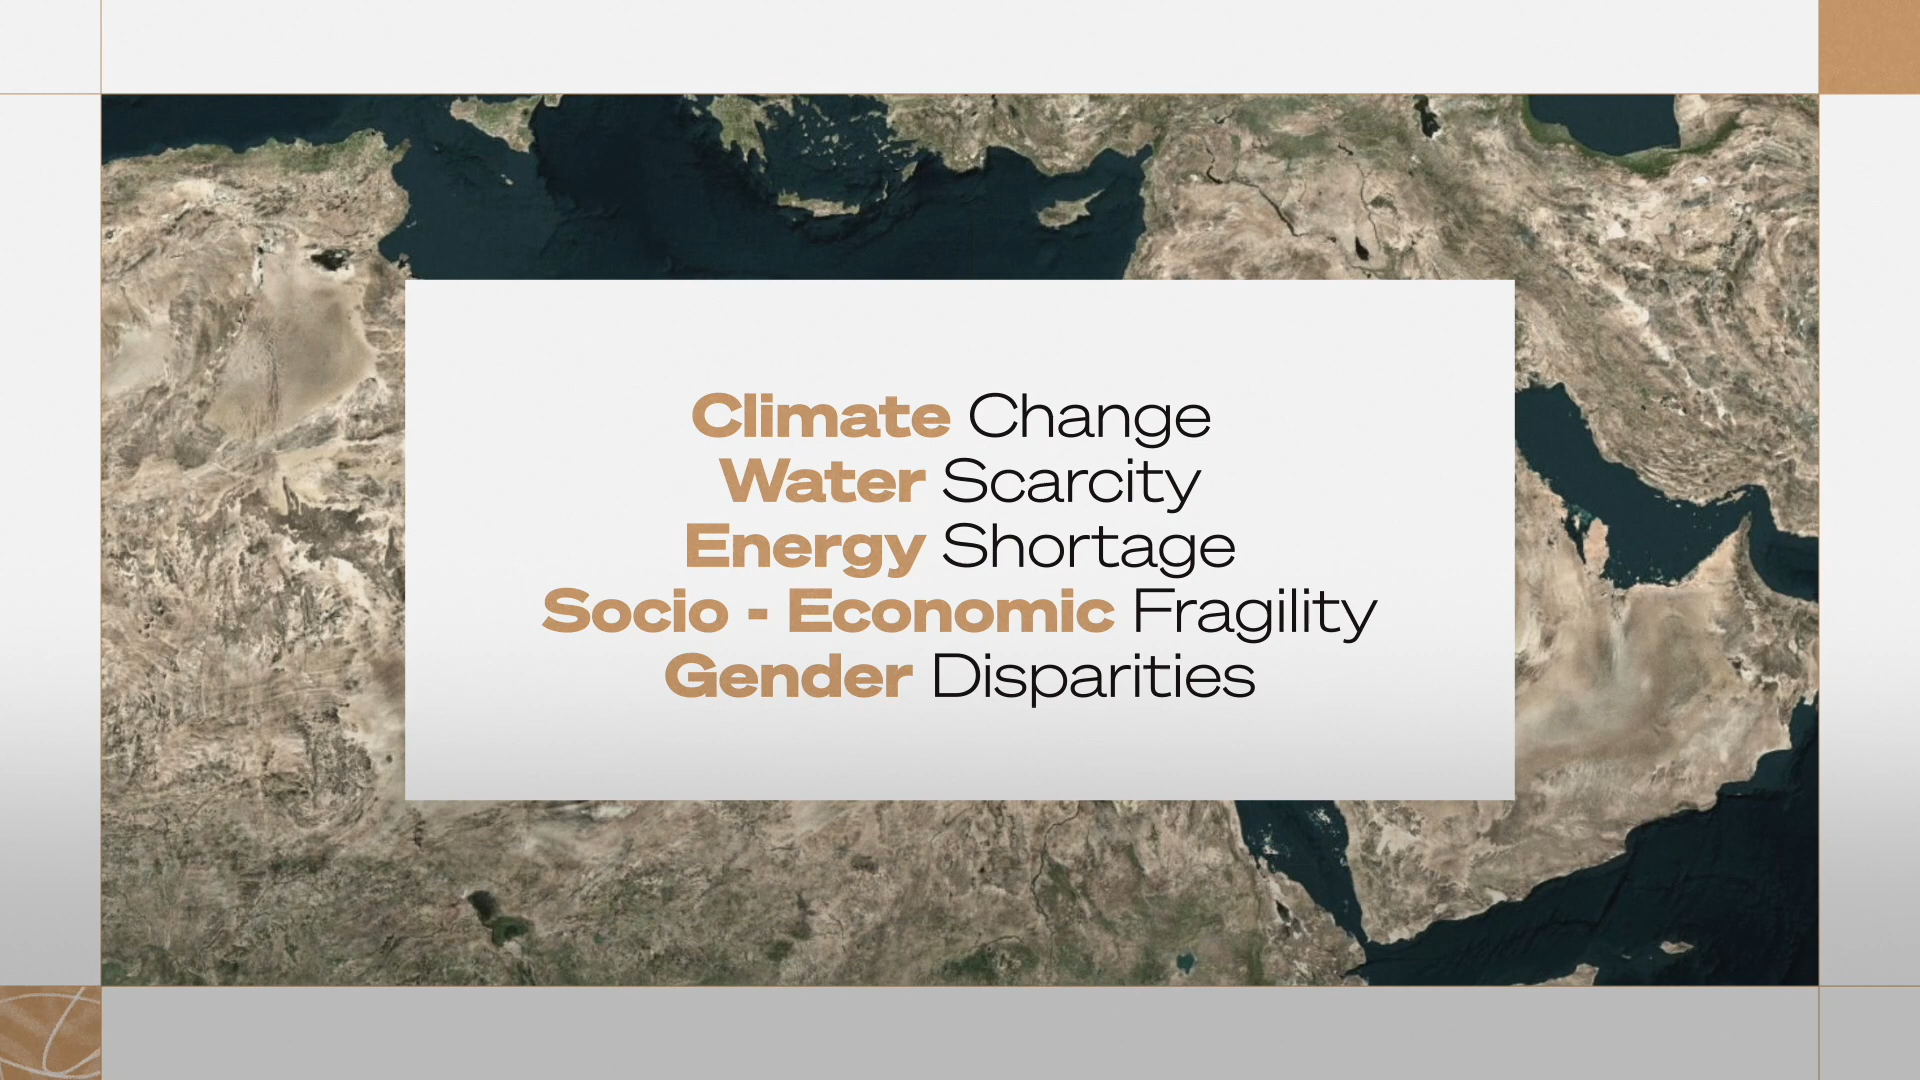 Climate Change
Water Scarcity
Energy Shortage
Socio - Economic Fragility
Gender Disparities